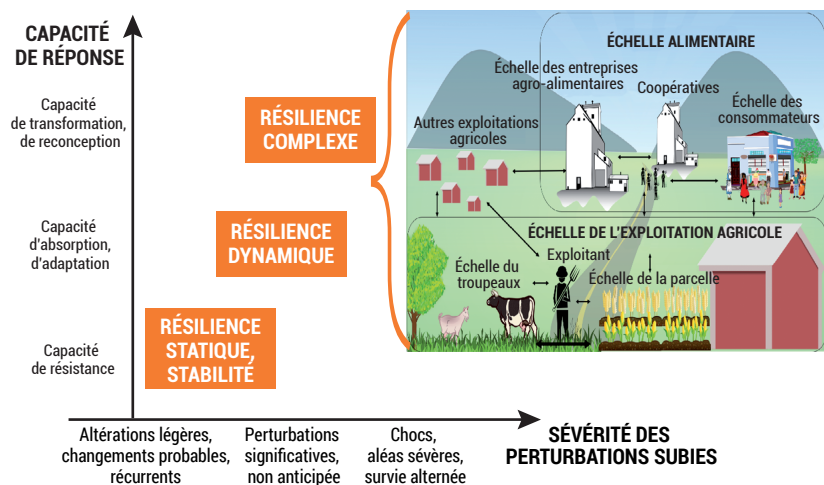 CAPACITÉ
DE RÉPONSE
Capacité
de transformation,
de reconception
Capacité
d'absorption,
d'adaptation
Capacité
de résistance
RÉSILIENCE
COMPLEXE
RÉSILIENCE
DYNAMIQUE
RÉSILIENCE
STATIQUE,
STABILITÉ
ÉCHELLE ALIMENTAIRE
Échelle des entreprises
agro-alimentaires
Coopératives
Échelle des
consommateurs
Autres exploitations
agricoles
ÉCHELLE DE L'EXPLOITATION AGRICOLE
Exploitant
Échelle du
troupeaux
Échelle de la parcelle
Altérations légères,
changements probables,
récurrents
Perturbations
significatives,
non anticipée
Chocs,
aléas sévères,
survie alternée
SÉVÉRITÉ DES
PERTURBATIONS SUBIES